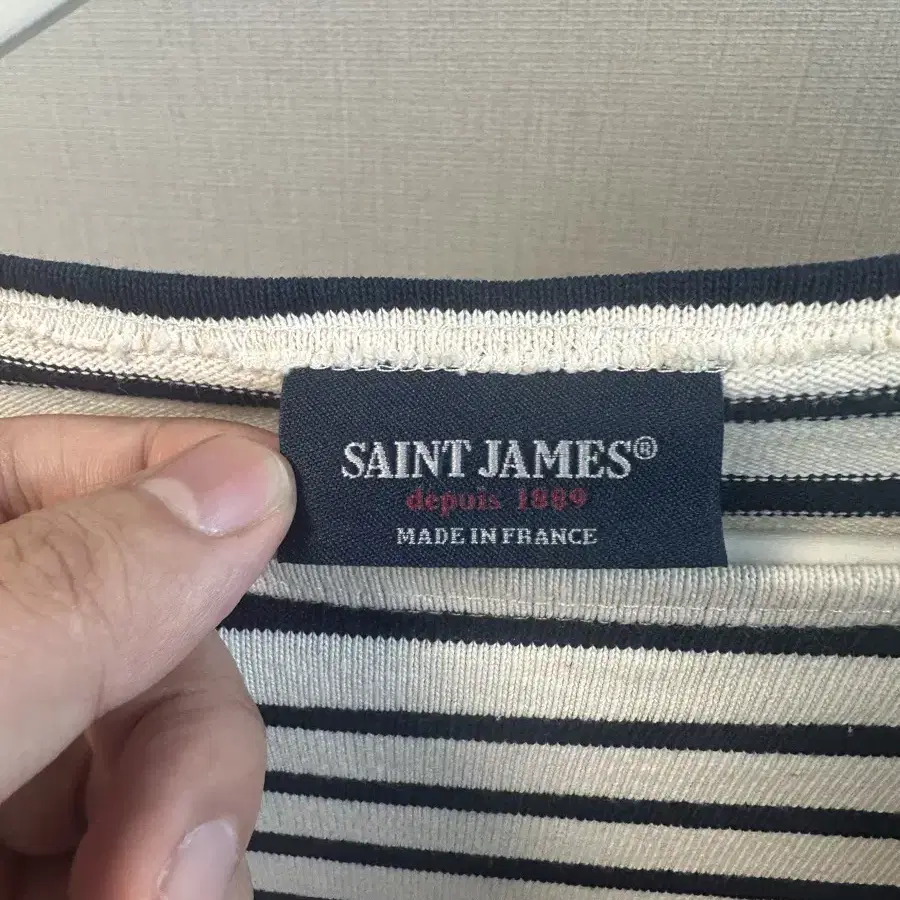 SAINT JAMES®
depuis 1889
MADE IN FRANCE